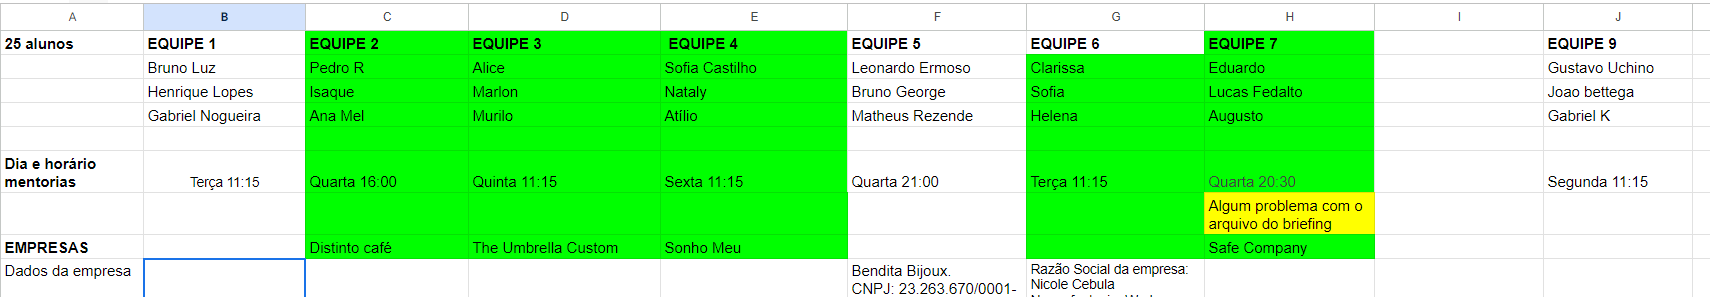 A B C D E F G H I J
25 alunos EQUIPE 1 EQUIPE 2 EQUIPE 3 EQUIPE 4 EQUIPE 5 EQUIPE 6 EQUIPE 7 EQUIPE 9
Bruno Luz Pedro R Alice Sofia Castilho Leonardo Ermoso Clarissa Eduardo Gustavo Uchino
Henrique Lopes Isaque Marlon Nataly Bruno George Sofia Lucas Fedalto Joao bettega
Gabriel Nogueira Ana Mel Murilo Atílio Matheus Rezende Helena Augusto Gabriel K
Dia e horário
mentorias Terça 11:15 Quarta 16:00 Quinta 11:15 Sexta 11:15 Quarta 21:00 Terça 11:15 Quarta 20:30 Segunda 11:15
Algum problema com o
arquivo do briefing
EMPRESAS Distinto café The Umbrella Custom Sonho Meu Safe Company
Dados da empresa Bendita Bijoux. Razão Social da empresa:
CNPJ: 23.263.670/0001- Nicole Cebula